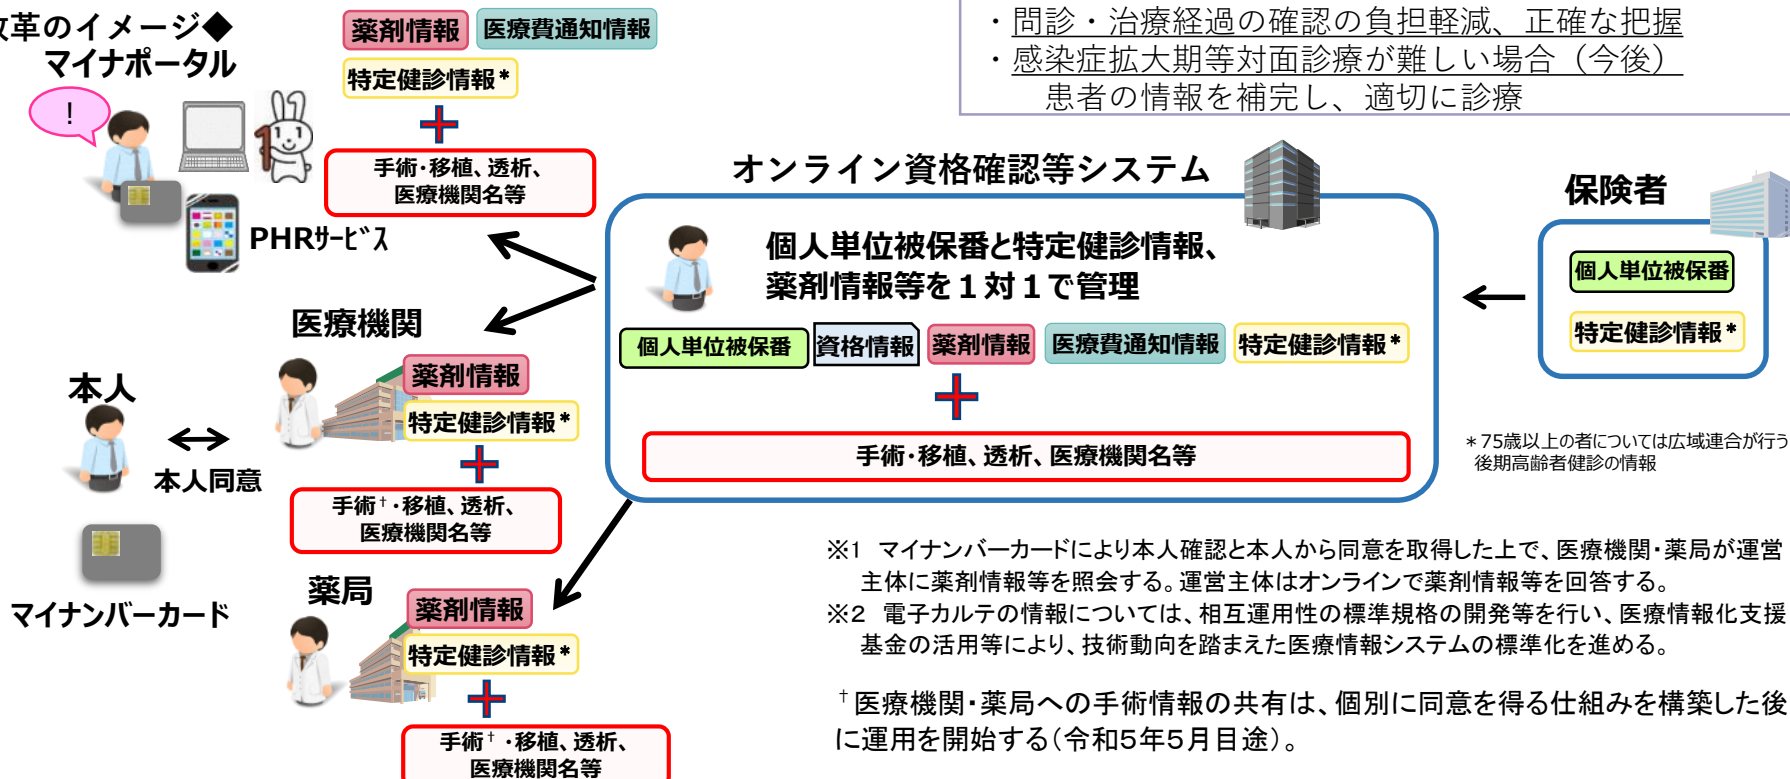 改革のイメージ◆
マイナポータル
!
薬剤情報
医療費通知情報
特定健診情報*
手術・移植、透析、
医療機関名等
PHRｻｰﾋﾞｽ
・問診・治療経過の確認の負担軽減、正確な把握
・感染症拡大期等対面診療が難しい場合（今後）
患者の情報を補完し、適切に診療
オンライン資格確認等システム
個人単位被保番と特定健診情報、
薬剤情報等を１対１で管理
個人単位被保番
資格情報
薬剤情報
医療費通知情報
特定健診情報*
手術・移植、透析、医療機関名等
保険者
個人単位被保番
特定健診情報*
＊75歳以上の者については広域連合が行う
後期高齢者健診の情報
医療機関
薬剤情報
特定健診情報*
手術†・移植、透析、
医療機関名等
本人
本人同意
マイナンバーカード
薬局
薬剤情報
特定健診情報*
手術†・移植、透析、
医療機関名等
※1 マイナンバーカードにより本人確認と本人から同意を取得した上で、医療機関・薬局が運営
主体に薬剤情報等を照会する。運営主体はオンラインで薬剤情報等を回答する。
※2 電子カルテの情報については、相互運用性の標準規格の開発等を行い、医療情報化支援
基金の活用等により、技術動向を踏まえた医療情報システムの標準化を進める。
†医療機関・薬局への手術情報の共有は、個別に同意を得る仕組みを構築した後
に運用を開始する（令和5年5月目途）。